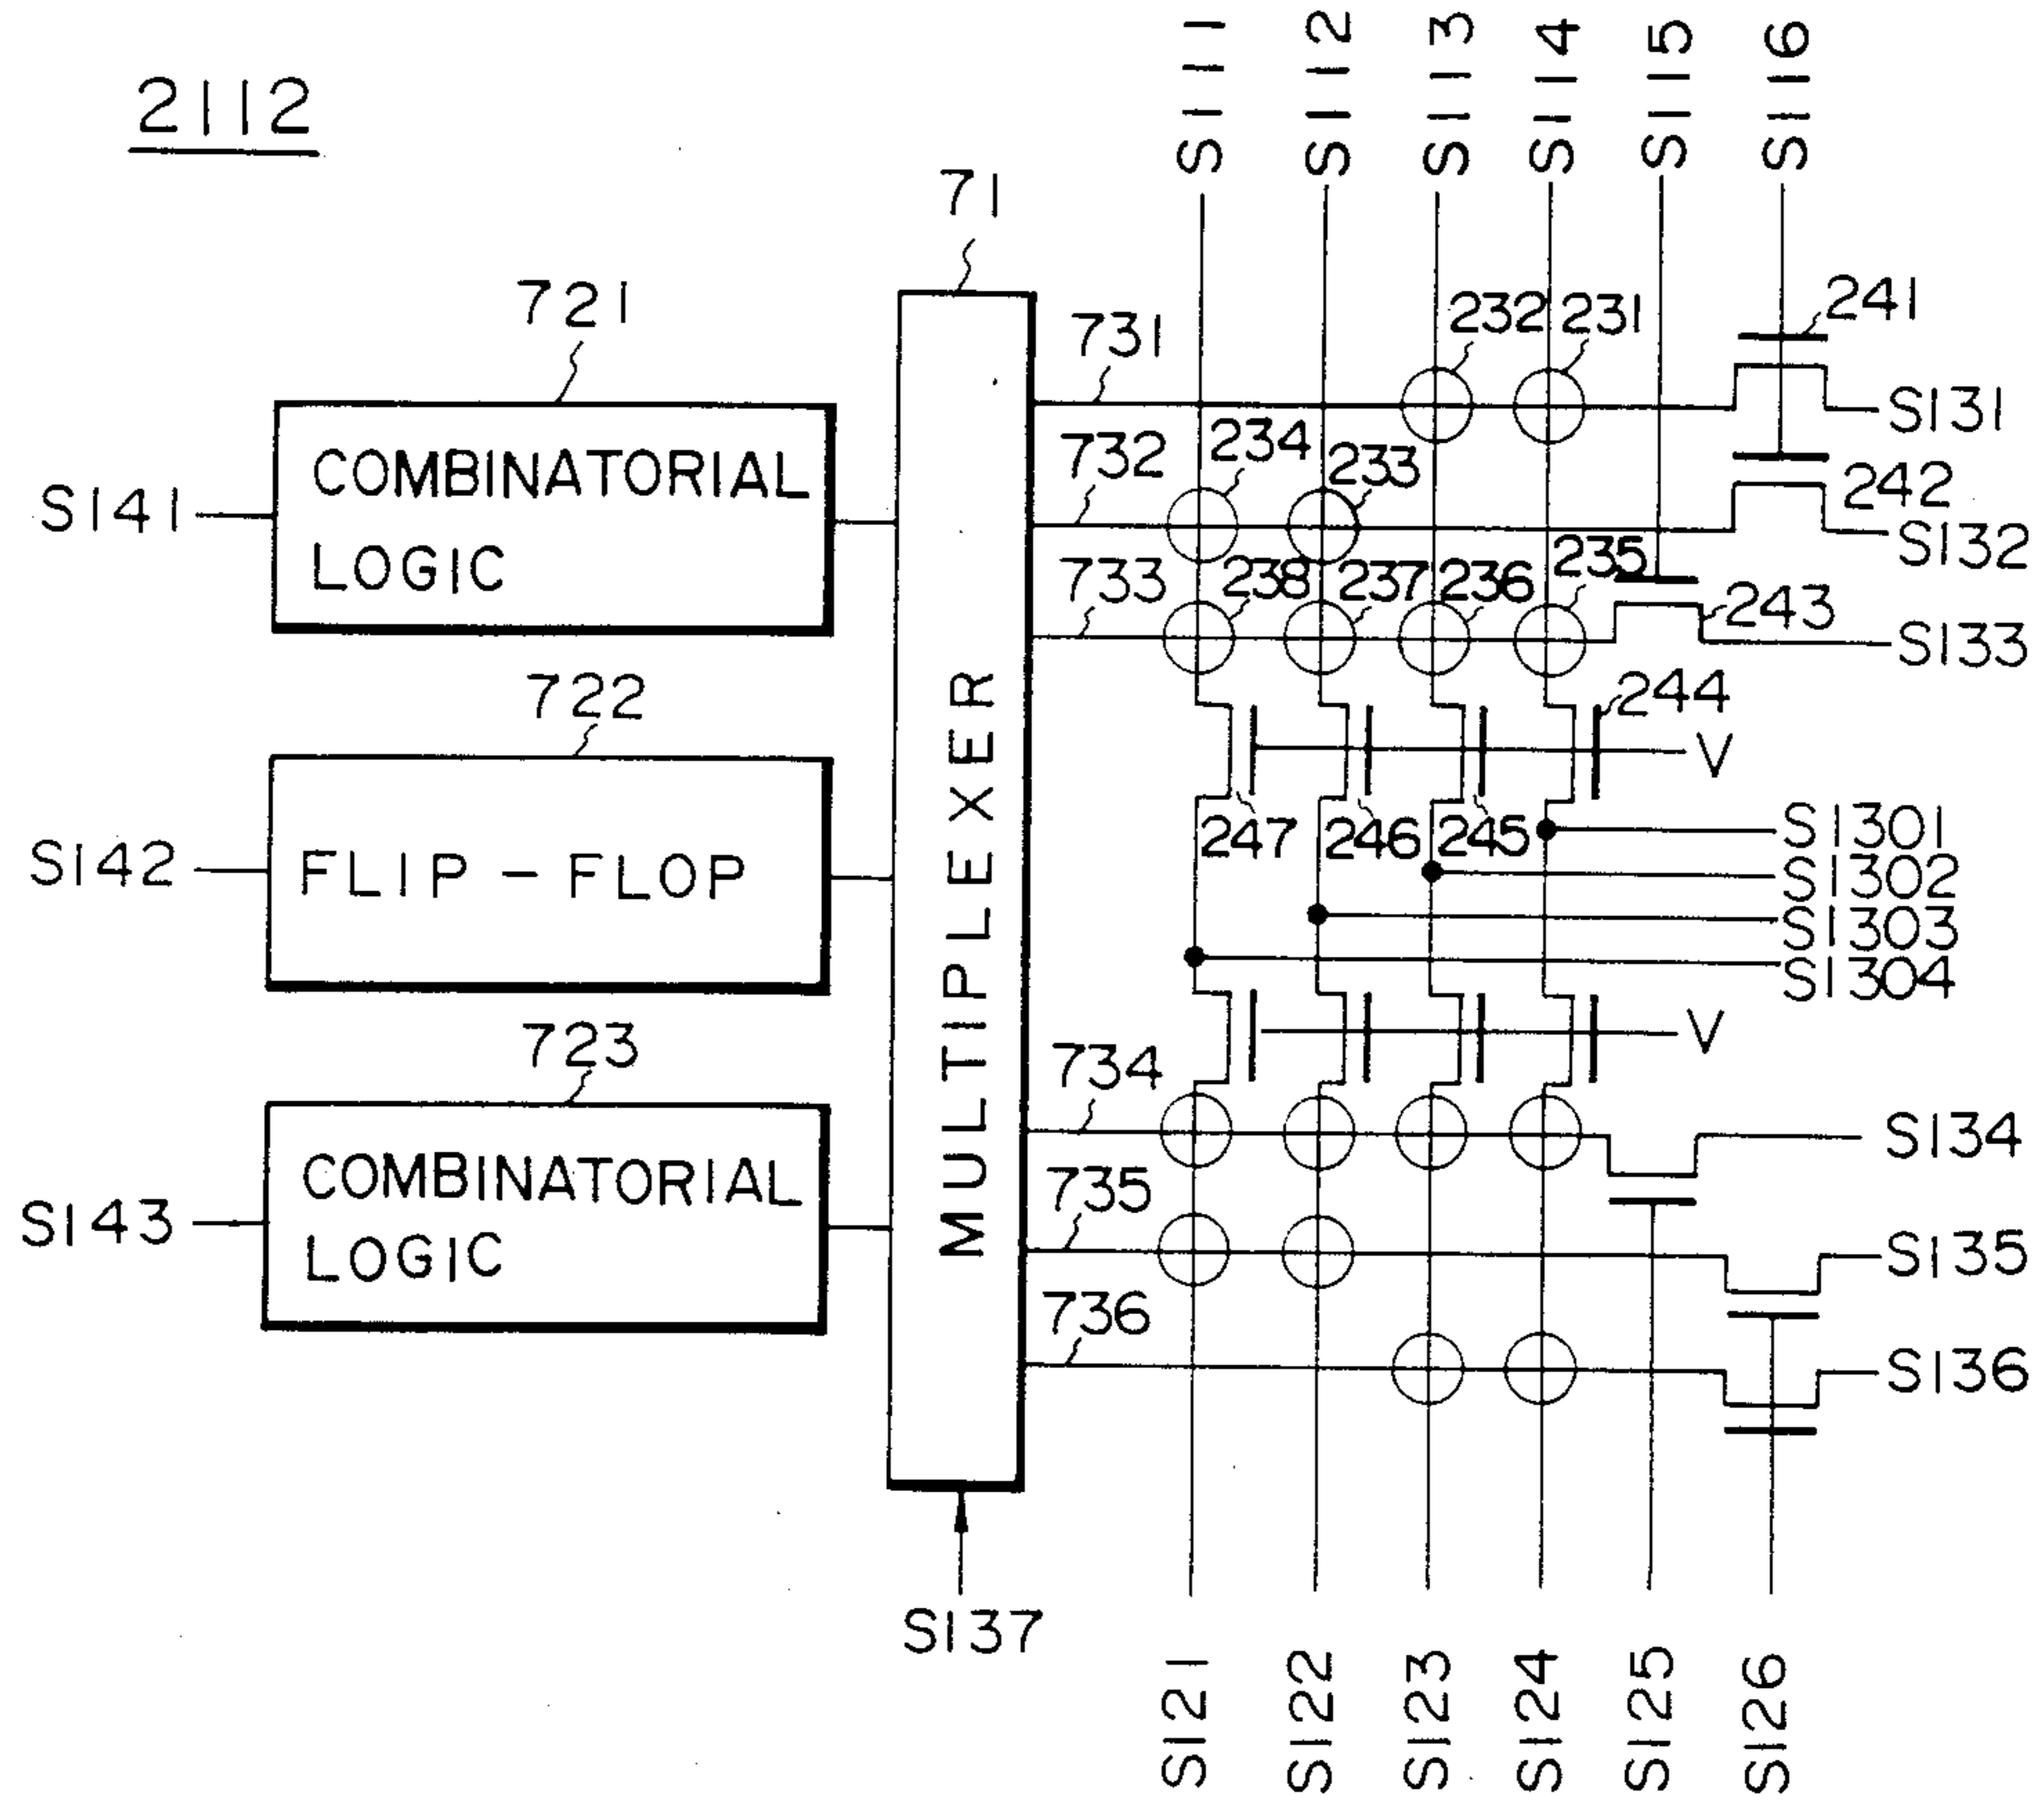 2112
S111
S112
S113
S114
S115
S116
71
721
731
232
231
241
S131
COMBINATORIAL
LOGIC
S141
732
234
233
242
S132
733
238
237
236
235
243
S133
722
244
V
FLIP-FLOP
S142
MULTIPLEXER
247
246
245
S1301
S1302
S1303
S1304
723
V
734
S134
COMBINATORIAL
LOGIC
S143
735
S135
736
S136
S137
S121
S122
S123
S124
S125
S126